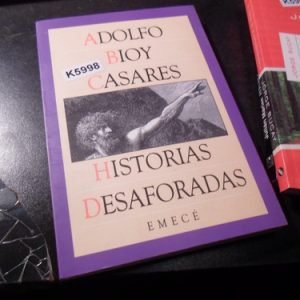 ADOLFO
BIOY
CASARES
K5998
HISTORIAS
DESAFORADAS
EMECÉ